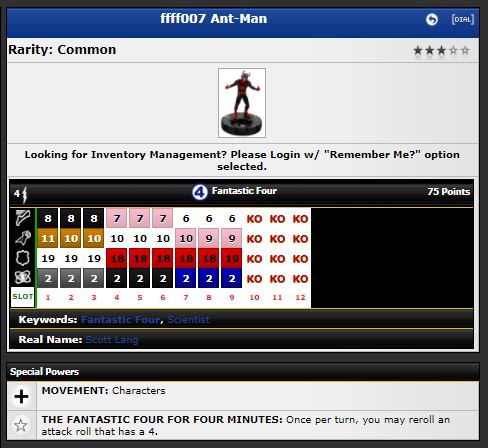 ffff007 Ant-Man [DIAL]
Rarity: Common
Looking for Inventory Management? Please Login w/ "Remember Me?" option
selected.
4 4 Fantastic Four 75 Points
8 8 8 7 7 7 6 6 6 KO KO KO
11 10 10 10 10 10 10 9 9 KO KO KO
19 19 19 18 18 18 18 18 19 KO KO KO
2 2 2 2 2 2 2 2 2 KO KO KO
SLOT 1 2 3 4 5 6 7 8 9 10 11 12
Keywords: Fantastic Four, Scientist
Real Name: Scott Lang
Special Powers
MOVEMENT: Characters
THE FANTASTIC FOUR FOR FOUR MINUTES: Once per turn, you may reroll an
attack roll that has a 4.